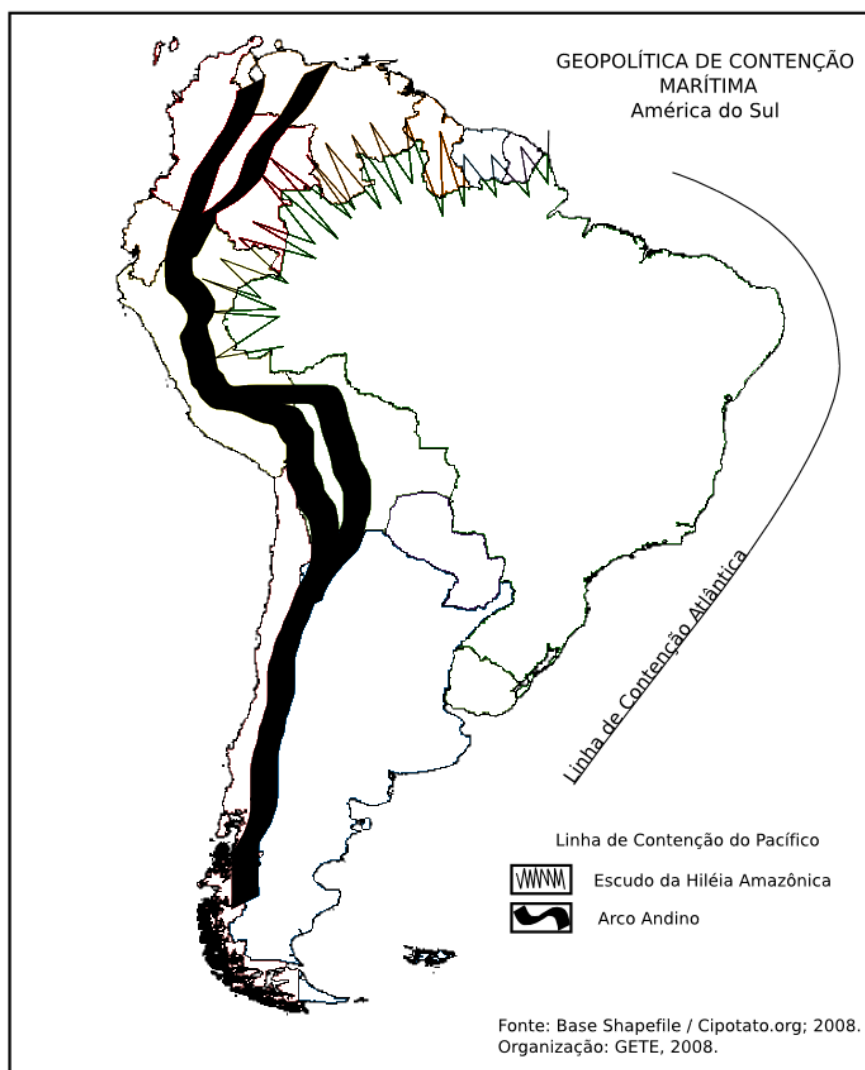 GEOPOLÍTICA DE CONTENÇÃO
MARÍTIMA
América do Sul
Linha de Contenção Atlântica
Linha de Contenção do Pacífico
Escudo da Hiléia Amazônica
Arco Andino
Fonte: Base Shapefile / Cipotato.org; 2008.
Organização: GETE, 2008.